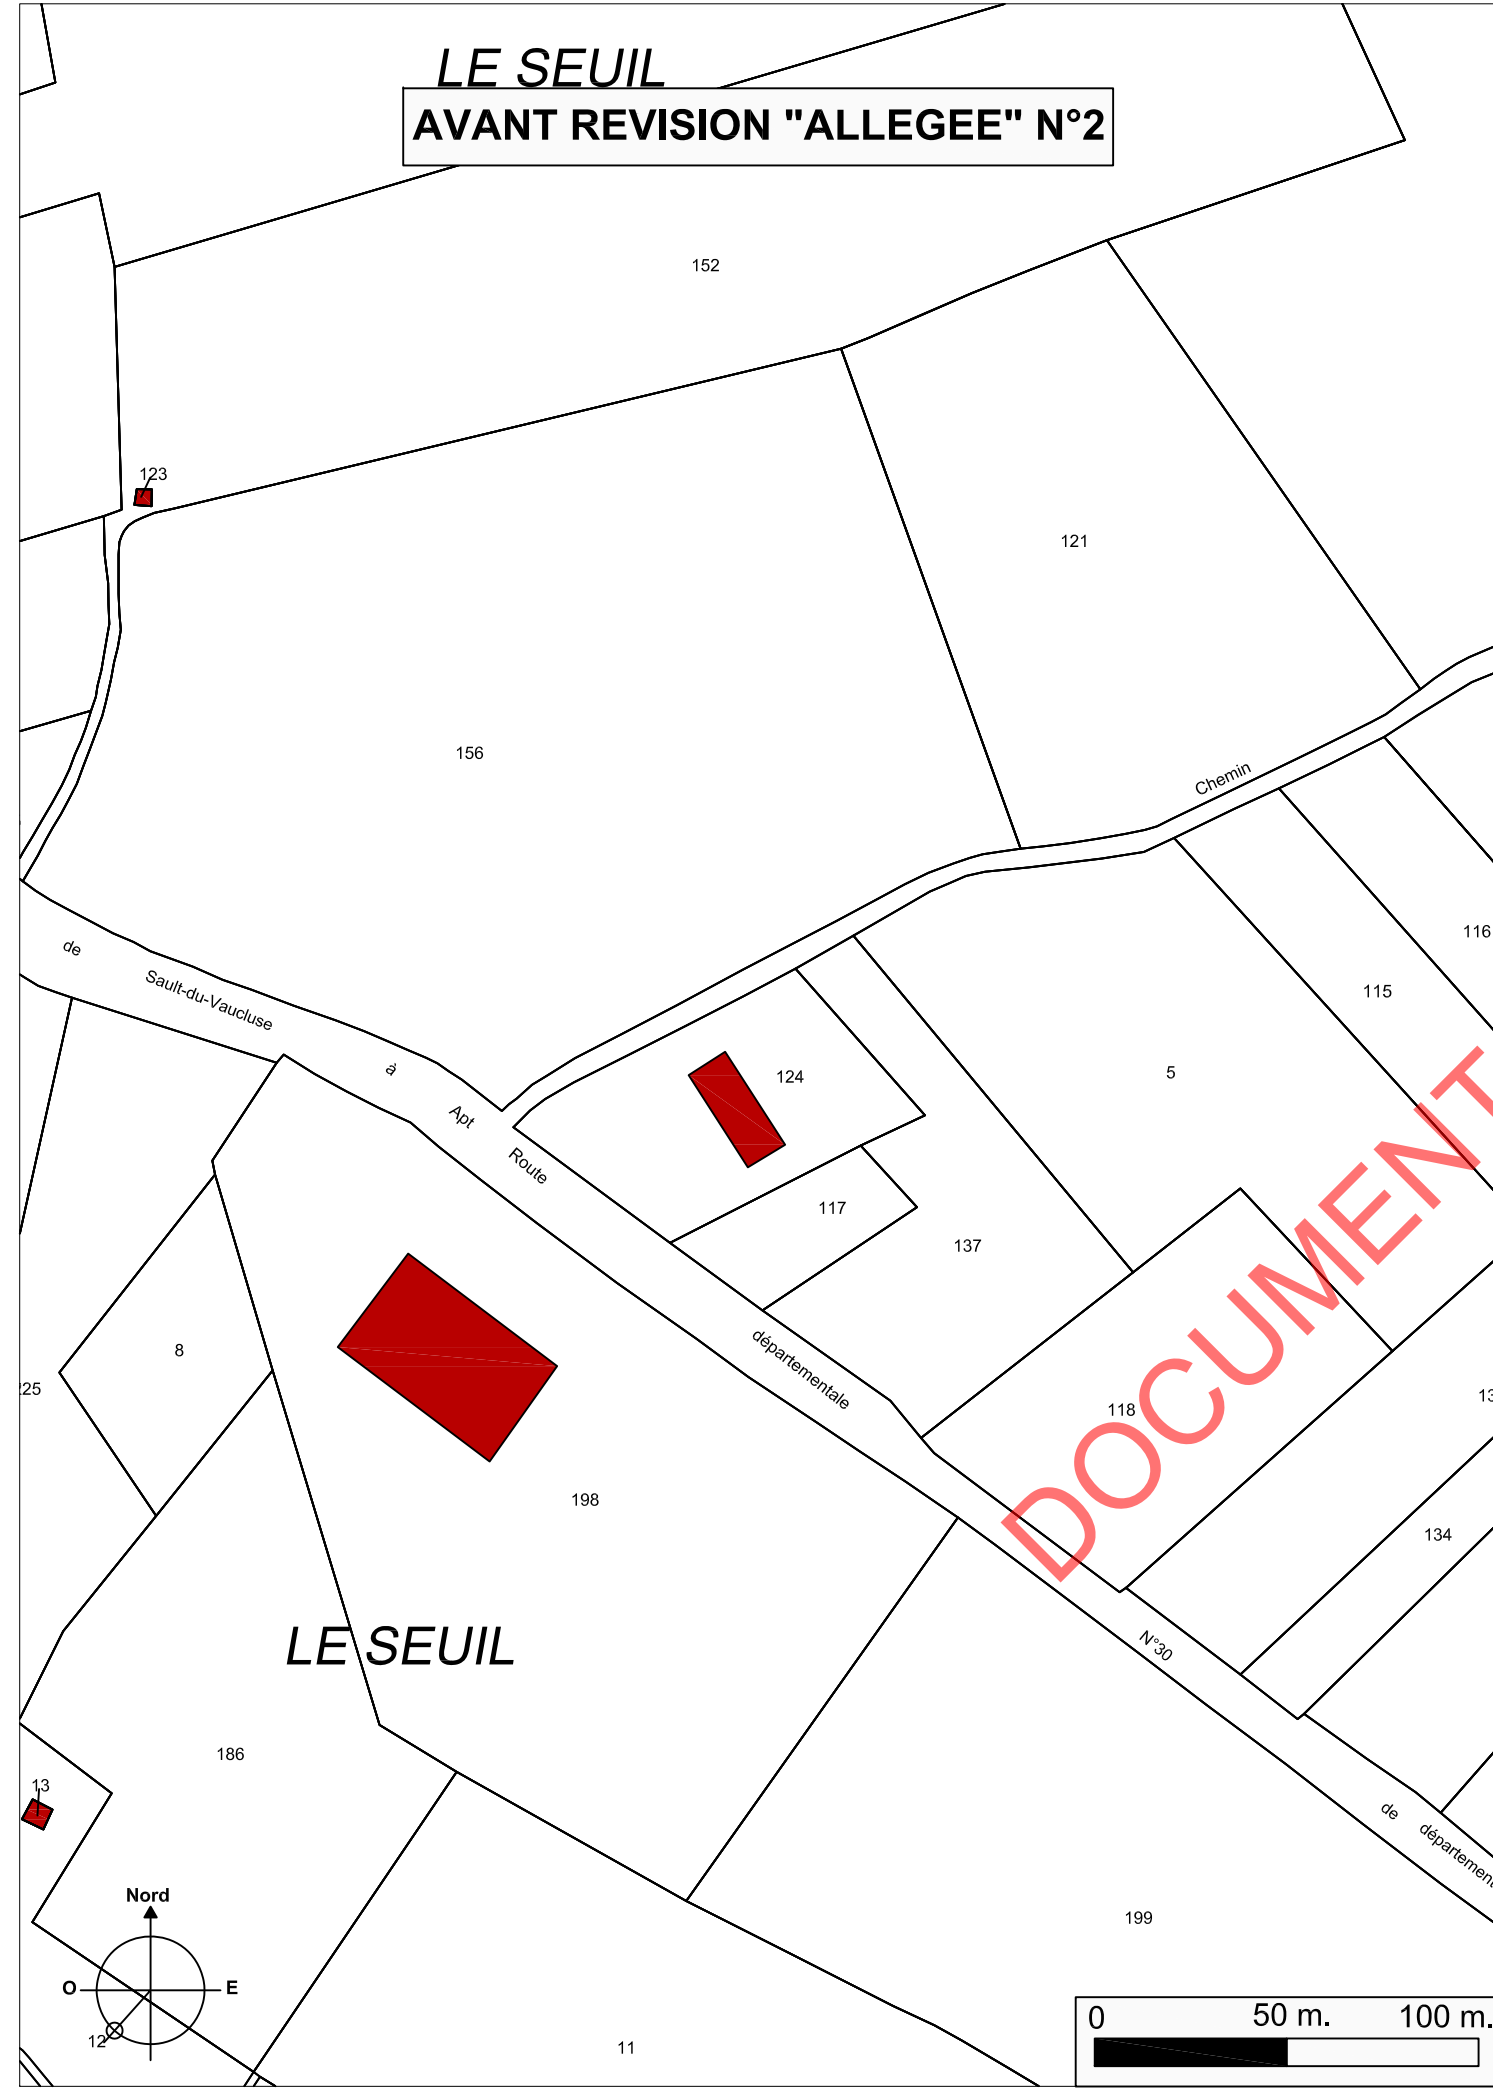 LE SEUIL
AVANT REVISION "ALLEGEE" N°2
152
123
121
156
Chemin
116
115
de
Sault-du-Vaucluse
à
Apt
Route
124
5
117
137
départementale
8
118
134
198
DOCUMENT
N°30
LE SEUIL
186
13
de
199
Nord
O
E
12
11
0 50 m. 100 m.